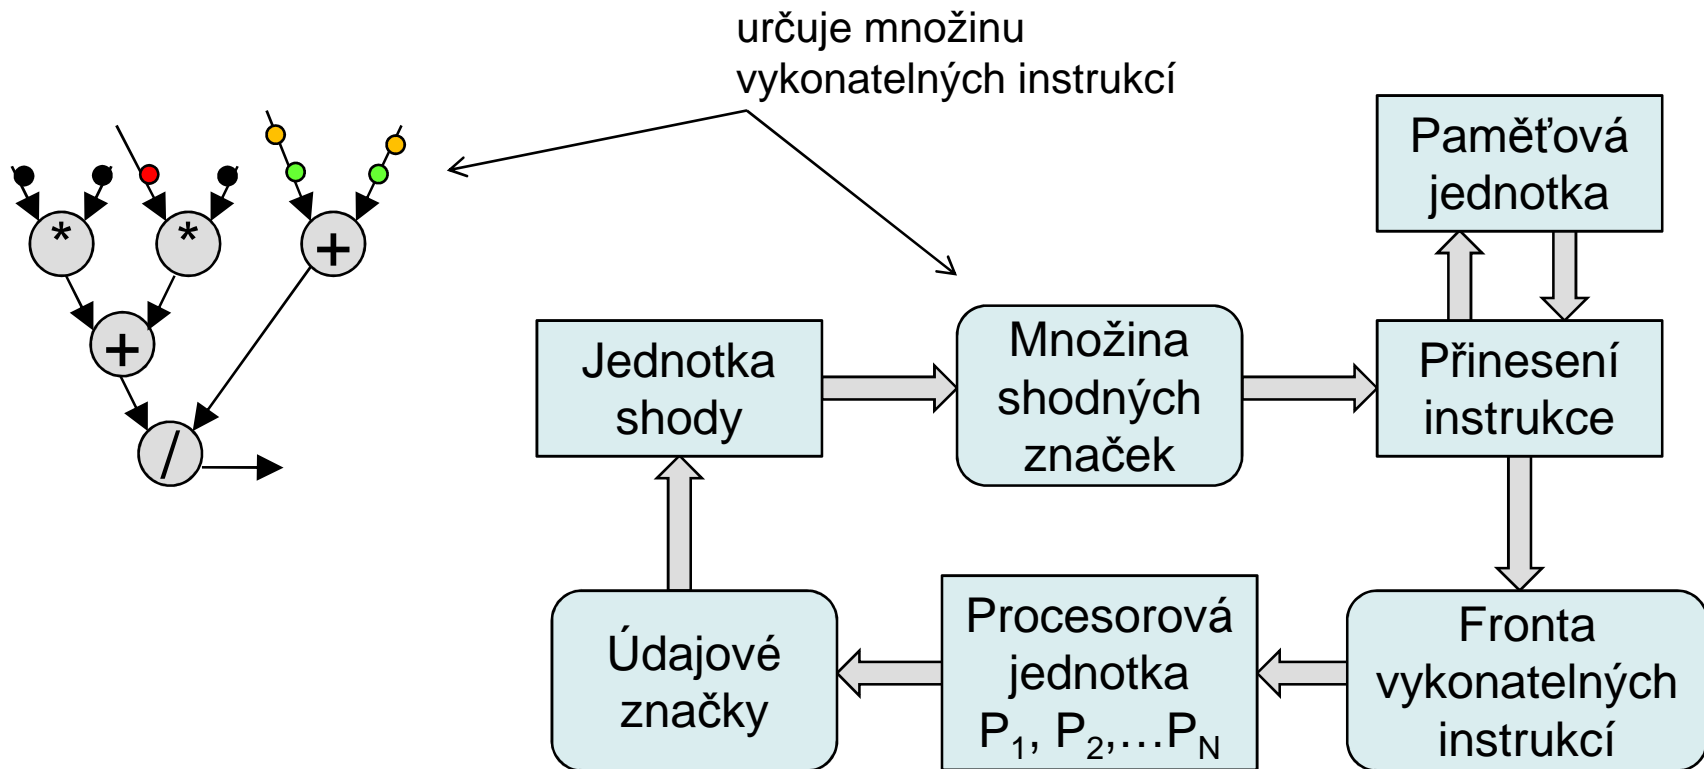 určuje množinu
vykonatelných instrukcí
* * +
+
/
Paměťová
jednotka
Jednotka
shody
Množina
shodných
značek
Přinesení
instrukce
Údajové
značky
Procesorová
jednotka
P₁, P₂,…P_N
Fronta
vykonatelných
instrukcí